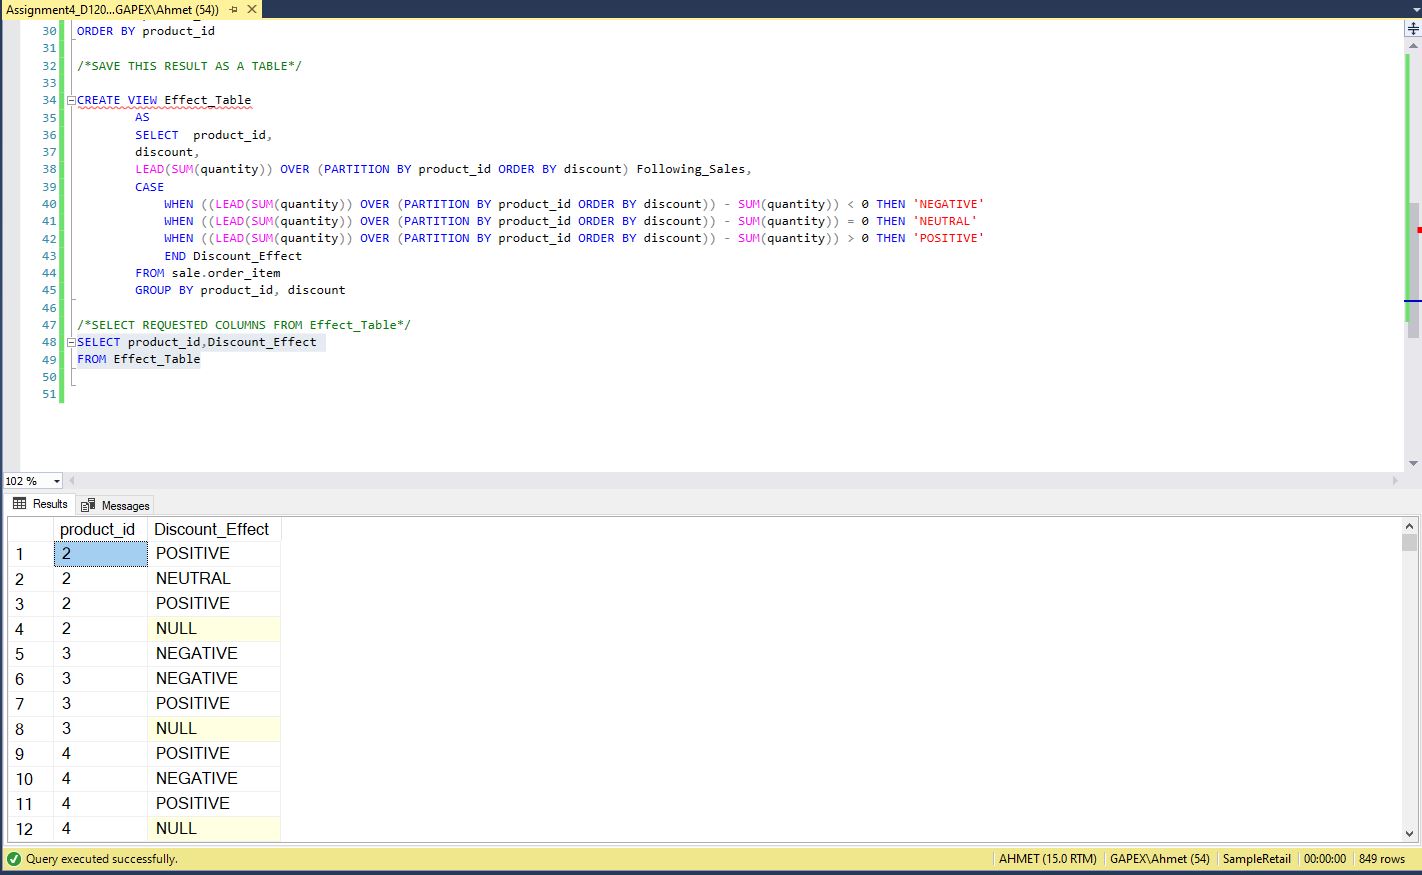 Assignment4_D120...GAPEX\Ahmet (54))
30 ORDER BY product_id
31
32 /*SAVE THIS RESULT AS A TABLE*/
33
34 CREATE VIEW Effect_Table
35 AS
36 SELECT  product_id,
37 discount,
38 LEAD(SUM(quantity)) OVER (PARTITION BY product_id ORDER BY discount) Following_Sales,
39 CASE
40 WHEN ((LEAD(SUM(quantity)) OVER (PARTITION BY product_id ORDER BY discount)) - SUM(quantity)) < 0 THEN 'NEGATIVE'
41 WHEN ((LEAD(SUM(quantity)) OVER (PARTITION BY product_id ORDER BY discount)) - SUM(quantity)) = 0 THEN 'NEUTRAL'
42 WHEN ((LEAD(SUM(quantity)) OVER (PARTITION BY product_id ORDER BY discount)) - SUM(quantity)) > 0 THEN 'POSITIVE'
43 END Discount_Effect
44 FROM sale.order_item
45 GROUP BY product_id, discount
46
47 /*SELECT REQUESTED COLUMNS FROM Effect_Table*/
48 SELECT product_id,Discount_Effect
49 FROM Effect_Table
50
51
102 %
Results Messages
product_id Discount_Effect
1 2 POSITIVE
2 2 NEUTRAL
3 2 POSITIVE
4 2 NULL
5 3 NEGATIVE
6 3 NEGATIVE
7 3 POSITIVE
8 3 NULL
9 4 POSITIVE
10 4 NEGATIVE
11 4 POSITIVE
12 4 NULL
Query executed successfully. AHMET (15.0 RTM) GAPEX\Ahmet (54) SampleRetail 00:00:00 849 rows